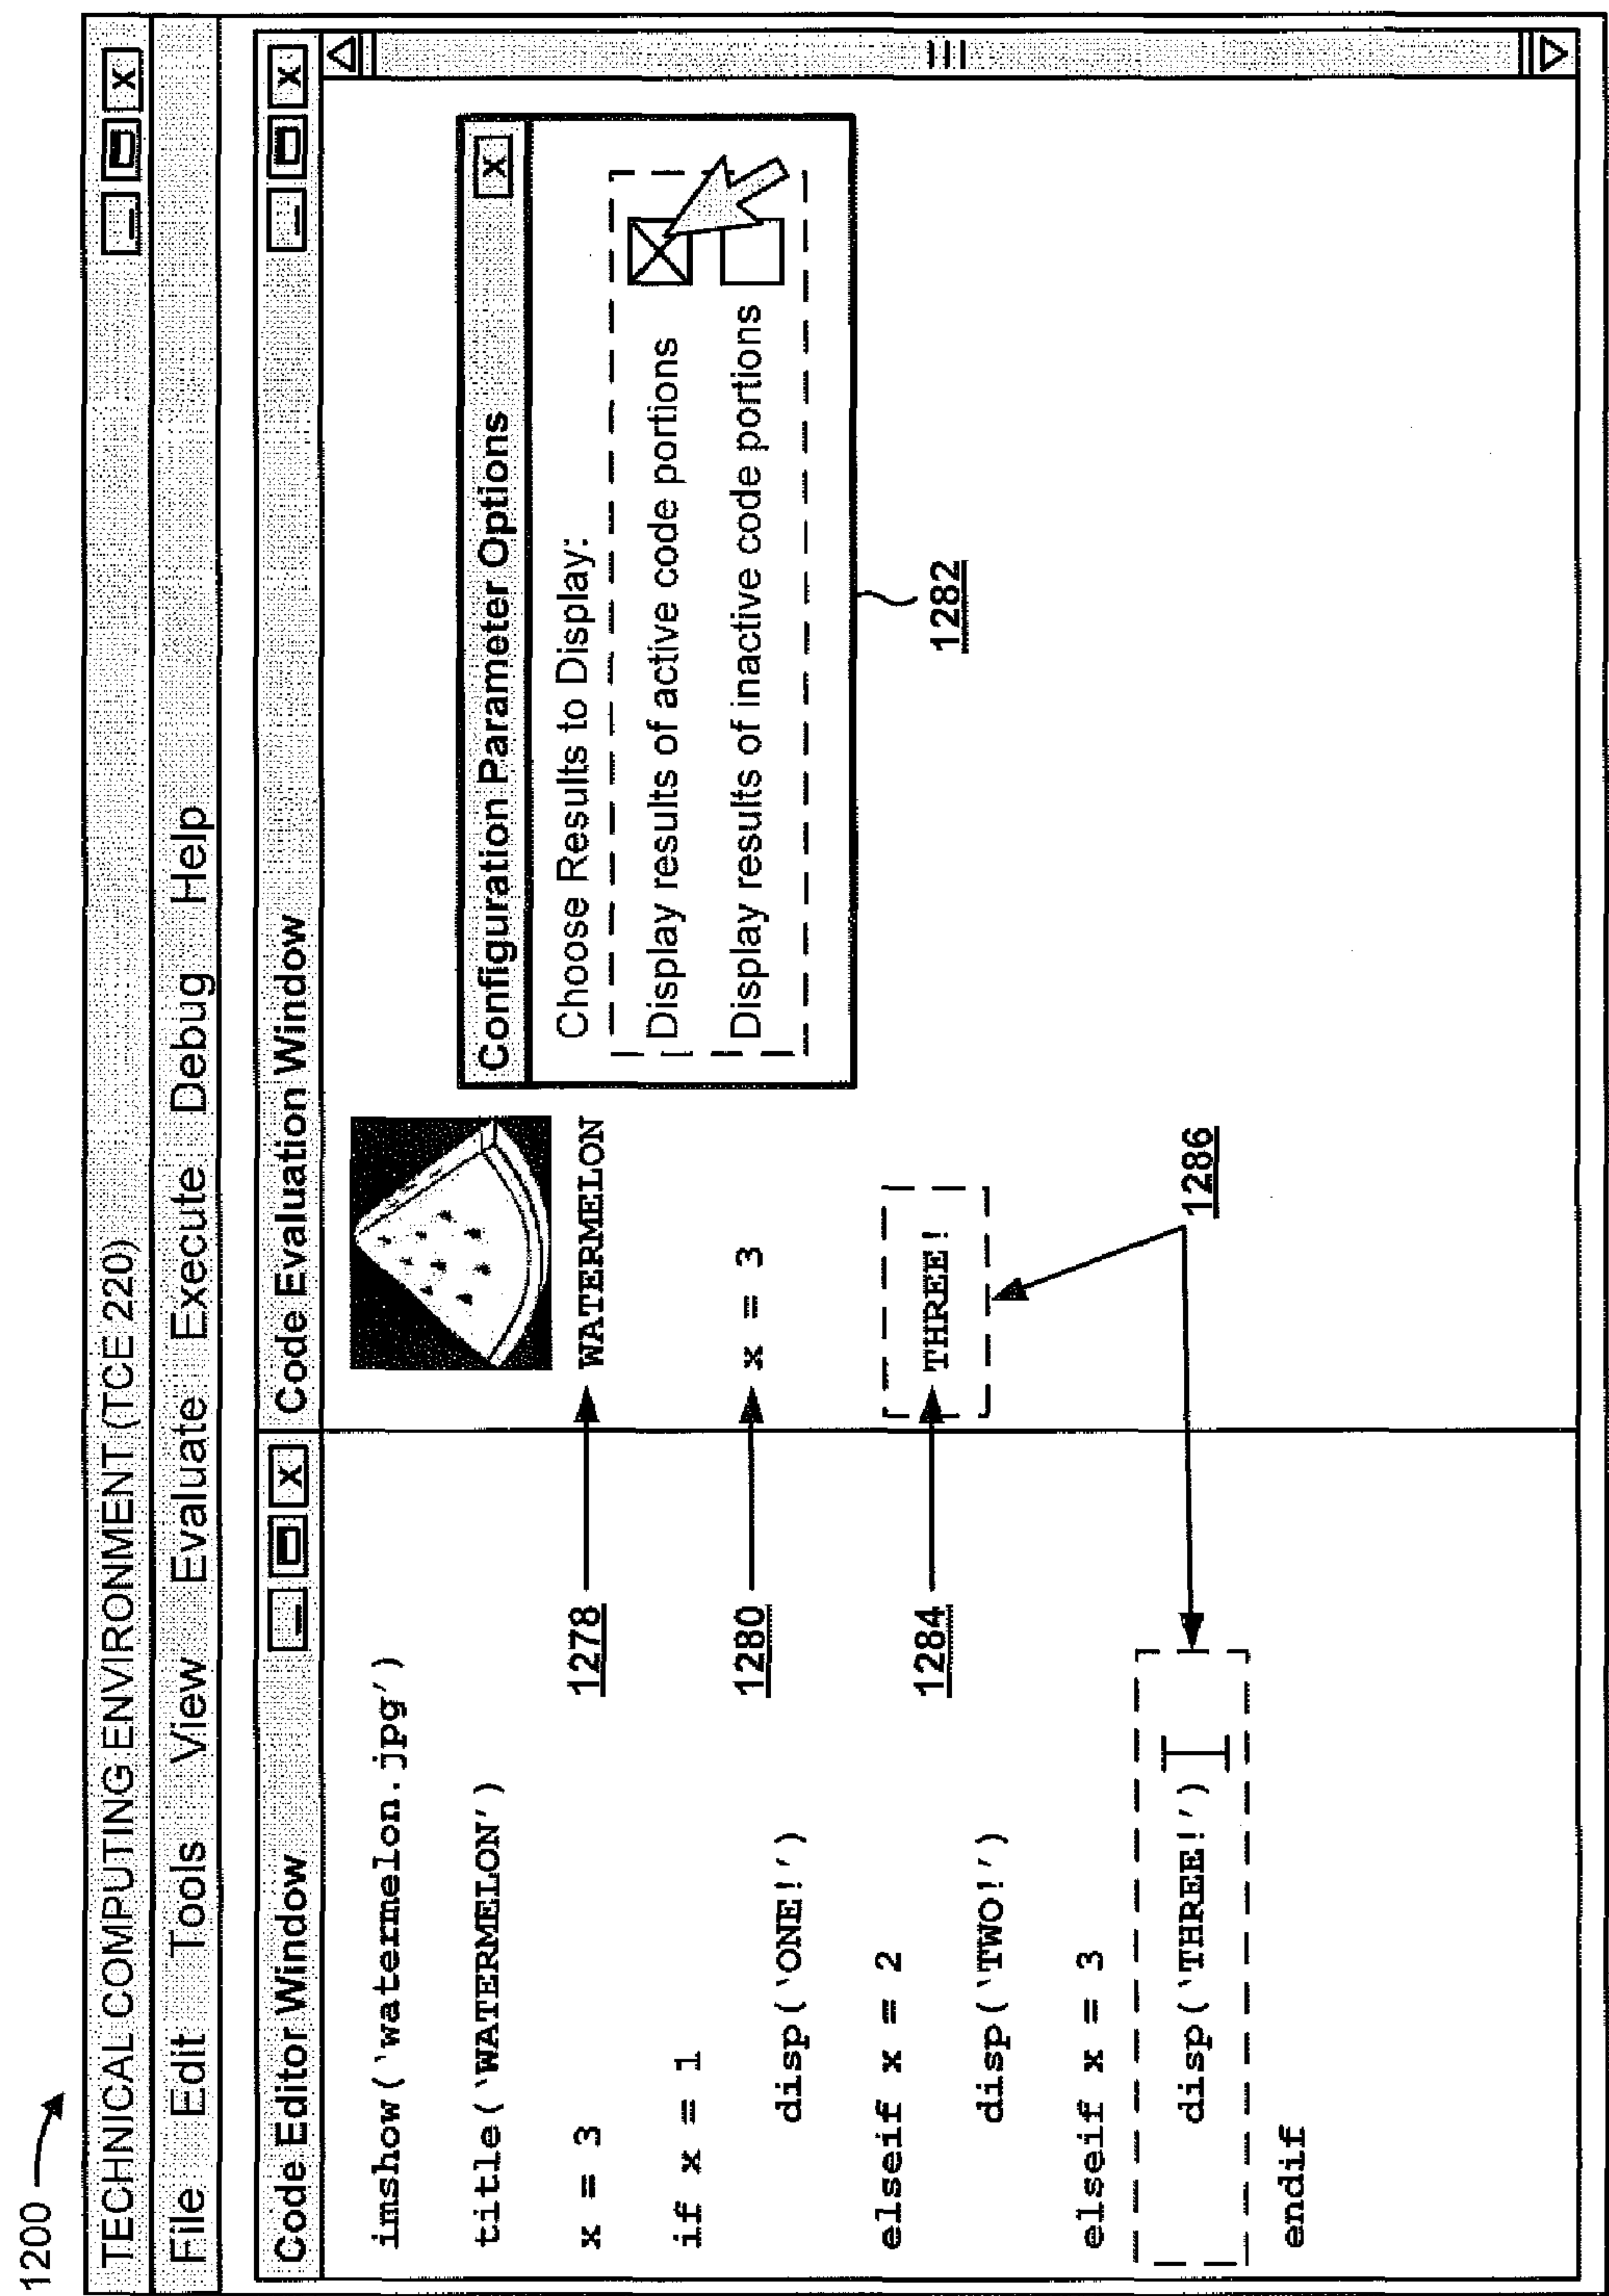 1200
TECHNICAL COMPUTING ENVIRONMENT (TCE 220)
_ X
File Edit Tools View Evaluate Execute Debug Help
Code Editor Window
_ X
imshow(‵watermelon.jpg′)
title(‵WATERMELON′)
x = 3
if x = 1
disp(‵ONE!′)
elseif x = 2
disp(‵TWO!′)
elseif x = 3
disp(‵THREE!′)
endif
Code Evaluation Window
_ X
1278
WATERMELON
1280
x = 3
1284
THREE!
1286
Configuration Parameter Options
X
Choose Results to Display:
Display results of active code portions
Display results of inactive code portions
1282